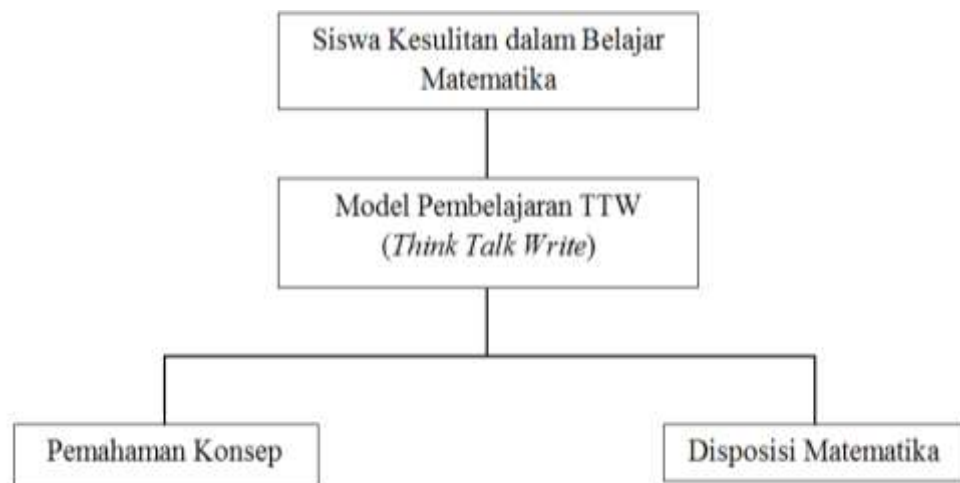 Siswa Kesulitan dalam Belajar
Matematika
Model Pembelajaran TTW
(Think Talk Write)
Pemahaman Konsep
Disposisi Matematika